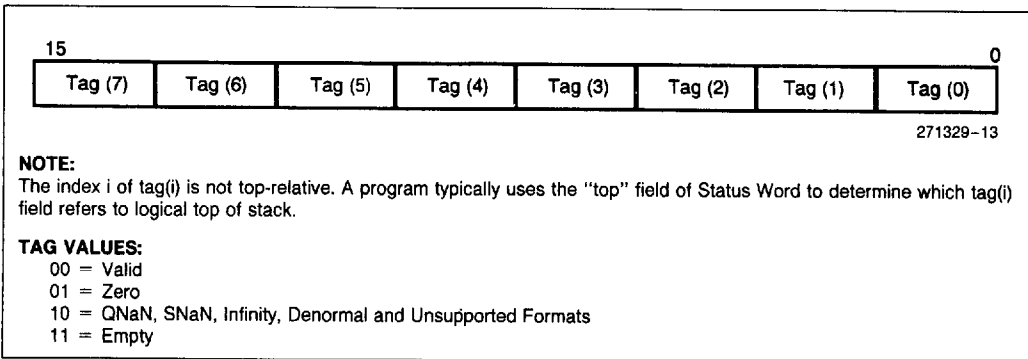 15 0
Tag (7) Tag (6) Tag (5) Tag (4) Tag (3) Tag (2) Tag (1) Tag (0)
271329–13
NOTE:
The index i of tag(i) is not top-relative. A program typically uses the "top" field of Status Word to determine which tag(i)
field refers to logical top of stack.
TAG VALUES:
00 = Valid
01 = Zero
10 = QNaN, SNaN, Infinity, Denormal and Unsupported Formats
11 = Empty